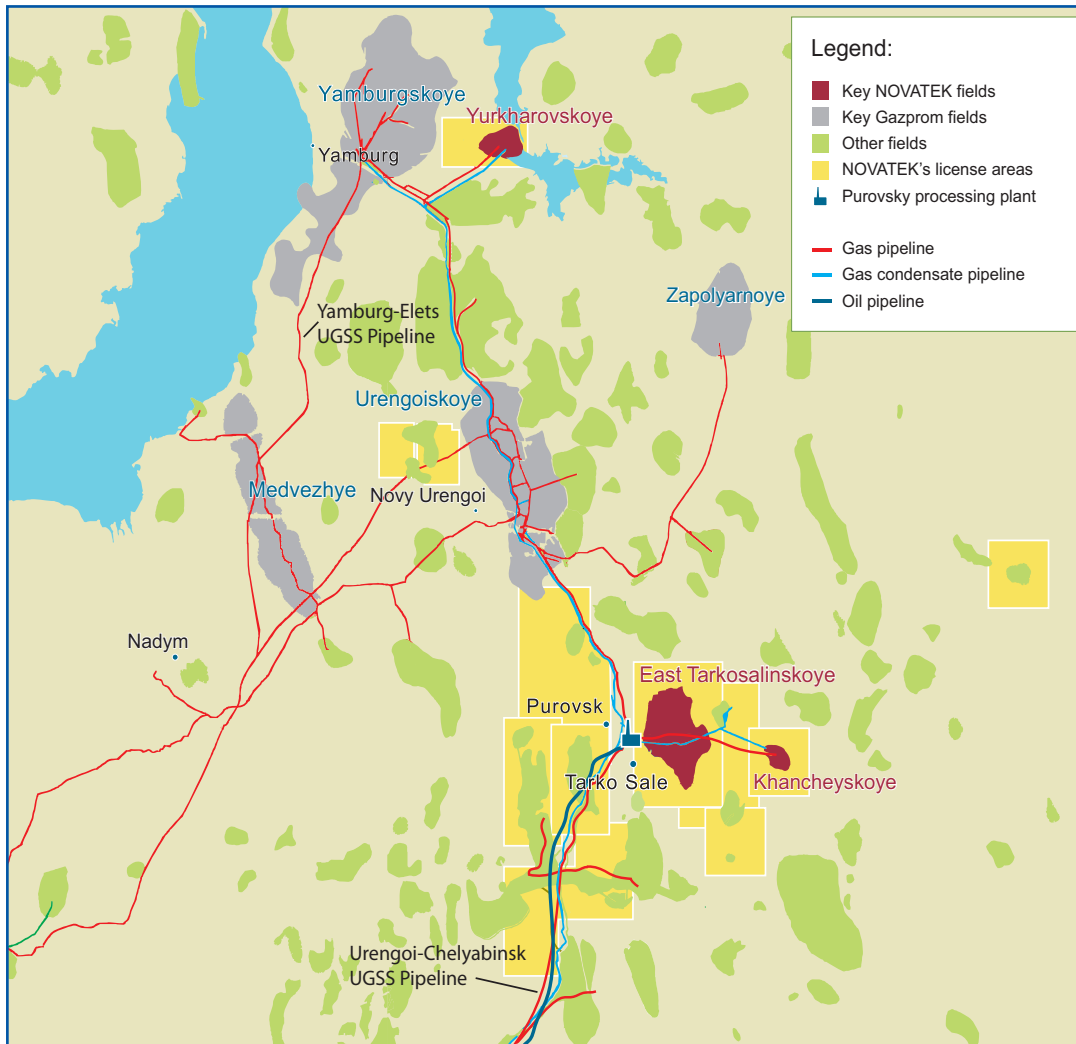 Legend:
Key NOVATEK fields
Key Gazprom fields
Other fields
NOVATEK's license areas
Purovsky processing plant
Gas pipeline
Gas condensate pipeline
Oil pipeline
Yamburgskoye
Yurkharovskoye
Yamburg
Zapolyarnoye
Yamburg-Elets
UGSS Pipeline
Urengoiskoye
Medvezhye
Novy Urengoi
Nadym
East Tarkosalinskoye
Purovsk
Tarko Sale
Khancheyskoye
Urengoi-Chelyabinsk
UGSS Pipeline